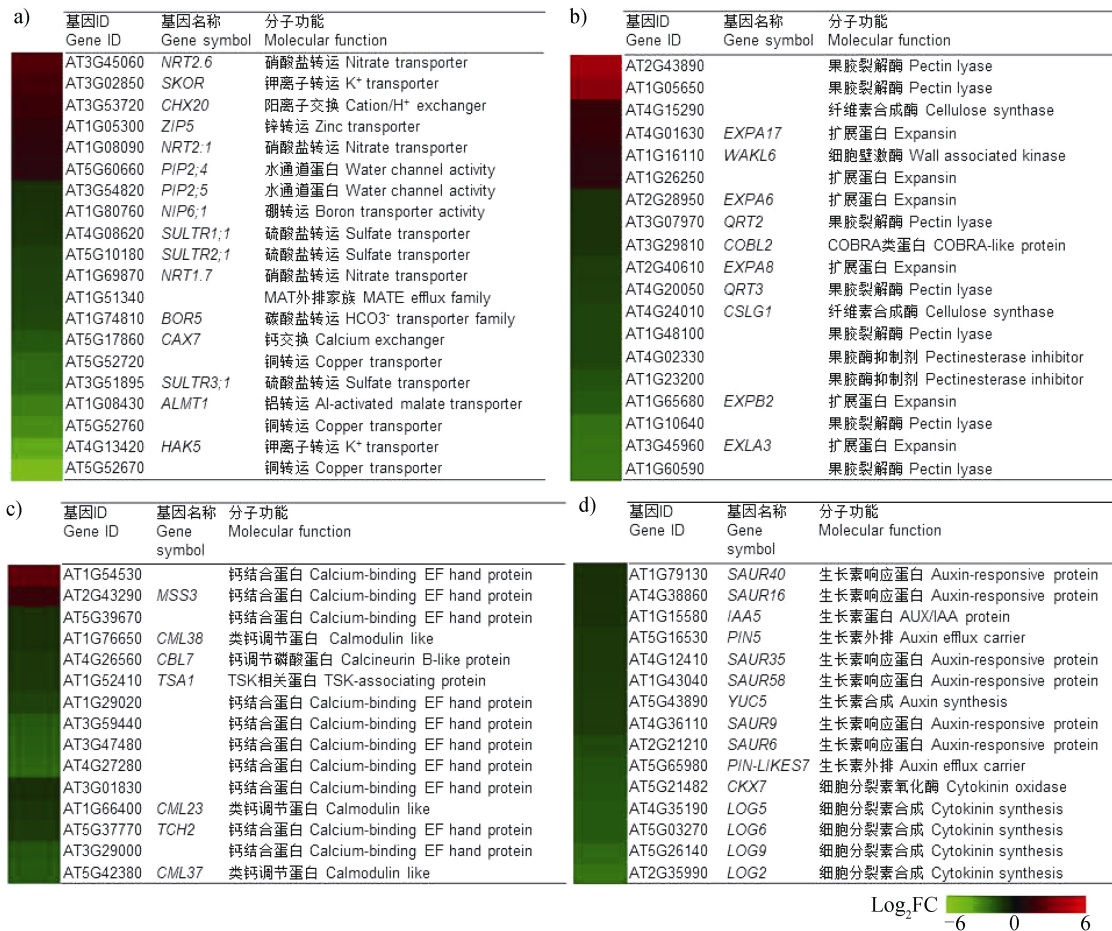 a)
基因ID 基因名称 分子功能
Gene ID Gene symbol Molecular function
AT3G45060 NRT2.6 硝酸盐转运 Nitrate transporter
AT3G02850 SKOR 钾离子转运 K⁺ transporter
AT3G53720 CHX20 阳离子交换 Cation/H⁺ exchanger
AT1G05300 ZIP5 锌转运 Zinc transporter
AT1G08090 NRT2:1 硝酸盐转运 Nitrate transporter
AT5G60660 PIP2;4 水通道蛋白 Water channel activity
AT3G54820 PIP2;5 水通道蛋白 Water channel activity
AT1G80760 NIP6;1 硼转运 Boron transporter activity
AT4G08620 SULTR1;1 硫酸盐转运 Sulfate transporter
AT5G10180 SULTR2;1 硫酸盐转运 Sulfate transporter
AT1G69870 NRT1.7 硝酸盐转运 Nitrate transporter
AT1G51340 MAT外排家族 MATE efflux family
AT1G74810 BOR5 碳酸盐转运 HCO3⁻ transporter family
AT5G17860 CAX7 钙交换 Calcium exchanger
AT5G52720 铜转运 Copper transporter
AT3G51895 SULTR3;1 硫酸盐转运 Sulfate transporter
AT1G08430 ALMT1 铝转运 Al-activated malate transporter
AT5G52760 铜转运 Copper transporter
AT4G13420 HAK5 钾离子转运 K⁺ transporter
AT5G52670 铜转运 Copper transporter
b)
基因ID 基因名称 分子功能
Gene ID Gene symbol Molecular function
AT2G43890 果胶裂解酶 Pectin lyase
AT1G05650 果胶裂解酶 Pectin lyase
AT4G15290 纤维素合成酶 Cellulose synthase
AT4G01630 EXPA17 扩展蛋白 Expansin
AT1G16110 WAKL6 细胞壁激酶 Wall associated kinase
AT1G26250 扩展蛋白 Expansin
AT2G28950 EXPA6 扩展蛋白 Expansin
AT3G07970 QRT2 果胶裂解酶 Pectin lyase
AT3G29810 COBL2 COBRA类蛋白 COBRA-like protein
AT2G40610 EXPA8 扩展蛋白 Expansin
AT4G20050 QRT3 果胶裂解酶 Pectin lyase
AT4G24010 CSLG1 纤维素合成酶 Cellulose synthase
AT1G48100 果胶裂解酶 Pectin lyase
AT4G02330 果胶酶抑制剂 Pectinesterase inhibitor
AT1G23200 果胶酶抑制剂 Pectinesterase inhibitor
AT1G65680 EXPB2 扩展蛋白 Expansin
AT1G10640 果胶裂解酶 Pectin lyase
AT3G45960 EXLA3 扩展蛋白 Expansin
AT1G60590 果胶裂解酶 Pectin lyase
c)
基因ID 基因名称 分子功能
Gene ID Gene Molecular function
symbol
AT1G54530 钙结合蛋白 Calcium-binding EF hand protein
AT2G43290 MSS3 钙结合蛋白 Calcium-binding EF hand protein
AT5G39670 钙结合蛋白 Calcium-binding EF hand protein
AT1G76650 CML38 类钙调节蛋白 Calmodulin like
AT4G26560 CBL7 钙调节磷酸蛋白 Calcineurin B-like protein
AT1G52410 TSA1 TSK相关蛋白 TSK-associating protein
AT1G29020 钙结合蛋白 Calcium-binding EF hand protein
AT3G59440 钙结合蛋白 Calcium-binding EF hand protein
AT3G47480 钙结合蛋白 Calcium-binding EF hand protein
AT4G27280 钙结合蛋白 Calcium-binding EF hand protein
AT3G01830 钙结合蛋白 Calcium-binding EF hand protein
AT1G66400 CML23 类钙调节蛋白 Calmodulin like
AT5G37770 TCH2 钙结合蛋白 Calcium-binding EF hand protein
AT3G29000 钙结合蛋白 Calcium-binding EF hand protein
AT5G42380 CML37 类钙调节蛋白 Calmodulin like
d)
基因ID 基因名称 分子功能
Gene ID Gene Molecular function
symbol
AT1G79130 SAUR40 生长素响应蛋白 Auxin-responsive protein
AT4G38860 SAUR16 生长素响应蛋白 Auxin-responsive protein
AT1G15580 IAA5 生长素蛋白 AUX/IAA protein
AT5G16530 PIN5 生长素外排 Auxin efflux carrier
AT4G12410 SAUR35 生长素响应蛋白 Auxin-responsive protein
AT1G43040 SAUR58 生长素响应蛋白 Auxin-responsive protein
AT5G43890 YUC5 生长素合成 Auxin synthesis
AT4G36110 SAUR9 生长素响应蛋白 Auxin-responsive protein
AT2G21210 SAUR6 生长素响应蛋白 Auxin-responsive protein
AT5G65980 PIN-LIKES7 生长素外排 Auxin efflux carrier
AT5G21482 CKX7 细胞分裂素氧化酶 Cytokinin oxidase
AT4G35190 LOG5 细胞分裂素合成 Cytokinin synthesis
AT5G03270 LOG6 细胞分裂素合成 Cytokinin synthesis
AT5G26140 LOG9 细胞分裂素合成 Cytokinin synthesis
AT2G35990 LOG2 细胞分裂素合成 Cytokinin synthesis
Log₂FC
−6 0 6